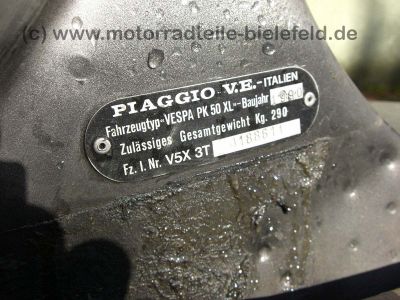 (c) www.motorradteile-bielefeld.de
PIAGGIO V.E.-ITALIEN
Fahrzeugtyp-VESPA PK 50 XL"-Baujahr 1990
Zulässiges Gesamtgewicht Kg. 290
Fz. I. Nr. V5X 3T